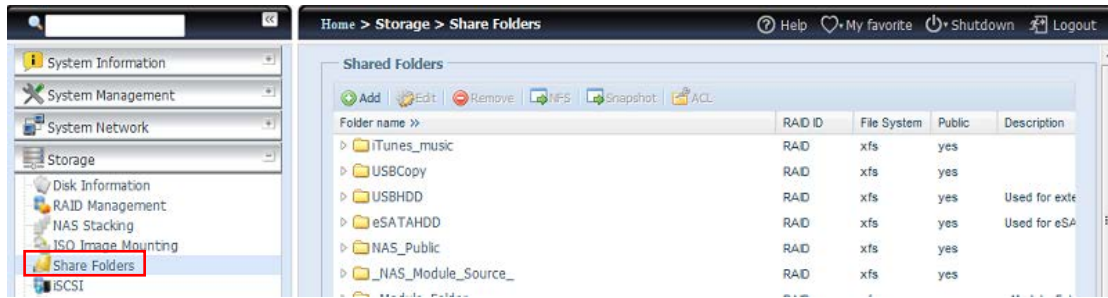 Home > Storage > Share Folders
Help My favorite Shutdown Logout
System Information
System Management
System Network
Storage
Disk Information
RAID Management
NAS Stacking
ISO Image Mounting
Share Folders
iSCSI
Shared Folders
Add Edit Remove NFS Snapshot ACL
Folder name » RAID ID File System Public Description
iTunes_music RAID xfs yes
USBCopy RAID xfs yes
USBHDD RAID xfs yes Used for exte
eSATAHDD RAID xfs yes Used for eSA
NAS_Public RAID xfs yes
_NAS_Module_Source_ RAID xfs yes